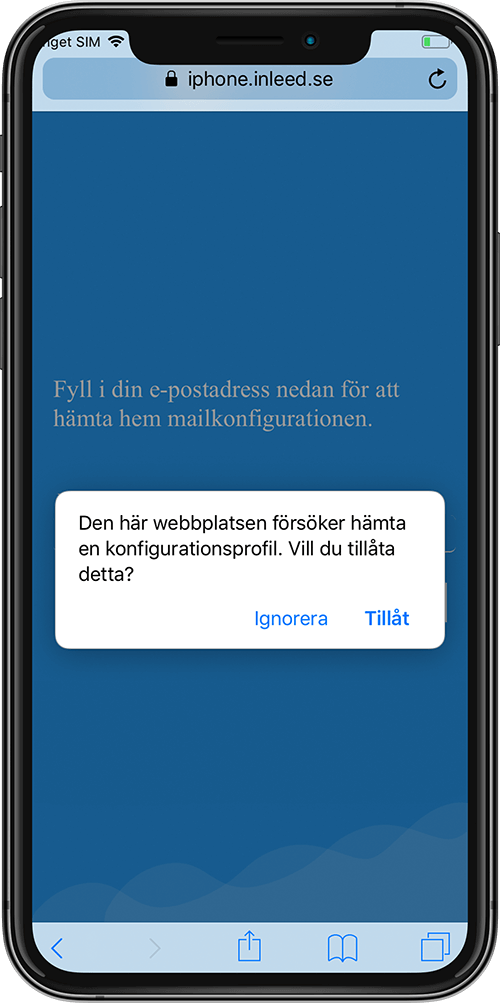 nget SIM
iphone.inleed.se
Fyll i din e-postadress nedan för att
hämta hem mailkonfigurationen.
Den här webbplatsen försöker hämta
en konfigurationsprofil. Vill du tillåta
detta?
Ignorera Tillåt